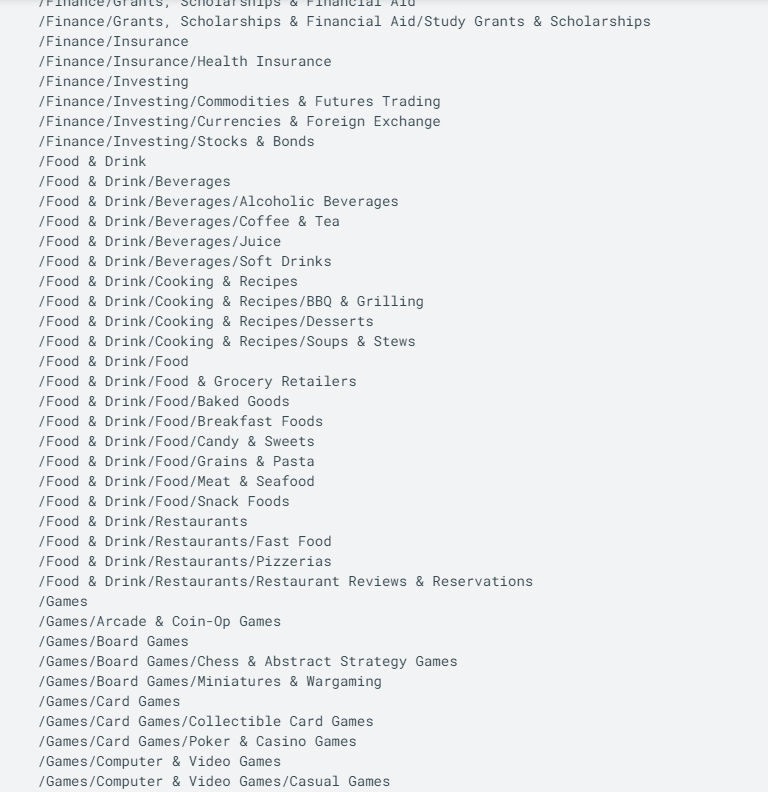 /Finance/Grants, Scholarships & Financial Aid
/Finance/Grants, Scholarships & Financial Aid/Study Grants & Scholarships
/Finance/Insurance
/Finance/Insurance/Health Insurance
/Finance/Investing
/Finance/Investing/Commodities & Futures Trading
/Finance/Investing/Currencies & Foreign Exchange
/Finance/Investing/Stocks & Bonds
/Food & Drink
/Food & Drink/Beverages
/Food & Drink/Beverages/Alcoholic Beverages
/Food & Drink/Beverages/Coffee & Tea
/Food & Drink/Beverages/Juice
/Food & Drink/Beverages/Soft Drinks
/Food & Drink/Cooking & Recipes
/Food & Drink/Cooking & Recipes/BBQ & Grilling
/Food & Drink/Cooking & Recipes/Desserts
/Food & Drink/Cooking & Recipes/Soups & Stews
/Food & Drink/Food
/Food & Drink/Food & Grocery Retailers
/Food & Drink/Food/Baked Goods
/Food & Drink/Food/Breakfast Foods
/Food & Drink/Food/Candy & Sweets
/Food & Drink/Food/Grains & Pasta
/Food & Drink/Food/Meat & Seafood
/Food & Drink/Food/Snack Foods
/Food & Drink/Restaurants
/Food & Drink/Restaurants/Fast Food
/Food & Drink/Restaurants/Pizzerias
/Food & Drink/Restaurants/Restaurant Reviews & Reservations
/Games
/Games/Arcade & Coin-Op Games
/Games/Board Games
/Games/Board Games/Chess & Abstract Strategy Games
/Games/Board Games/Miniatures & Wargaming
/Games/Card Games
/Games/Card Games/Collectible Card Games
/Games/Card Games/Poker & Casino Games
/Games/Computer & Video Games
/Games/Computer & Video Games/Casual Games